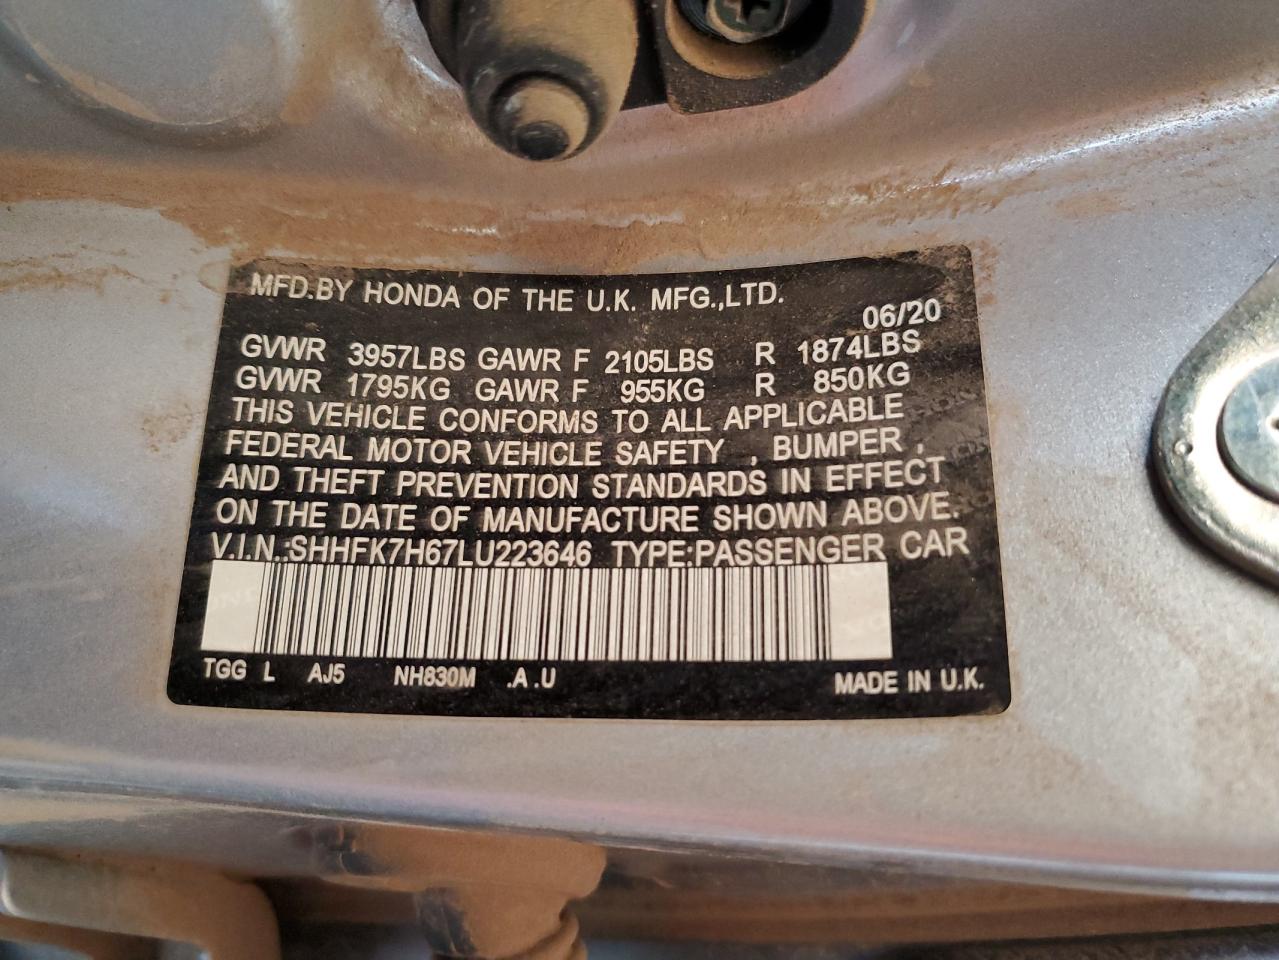 MFD.BY HONDA OF THE U.K. MFG.,LTD.
06/20
GVWR 3957LBS GAWR F 2105LBS R 1874LBS
GVWR 1795KG GAWR F 955KG R 850KG
THIS VEHICLE CONFORMS TO ALL APPLICABLE
FEDERAL MOTOR VEHICLE SAFETY , BUMPER ,
AND THEFT PREVENTION STANDARDS IN EFFECT
ON THE DATE OF MANUFACTURE SHOWN ABOVE.
V.I.N.:SHHFK7H67LU223646 TYPE:PASSENGER CAR
TGG L AJ5 NH830M .A .U MADE IN U.K.